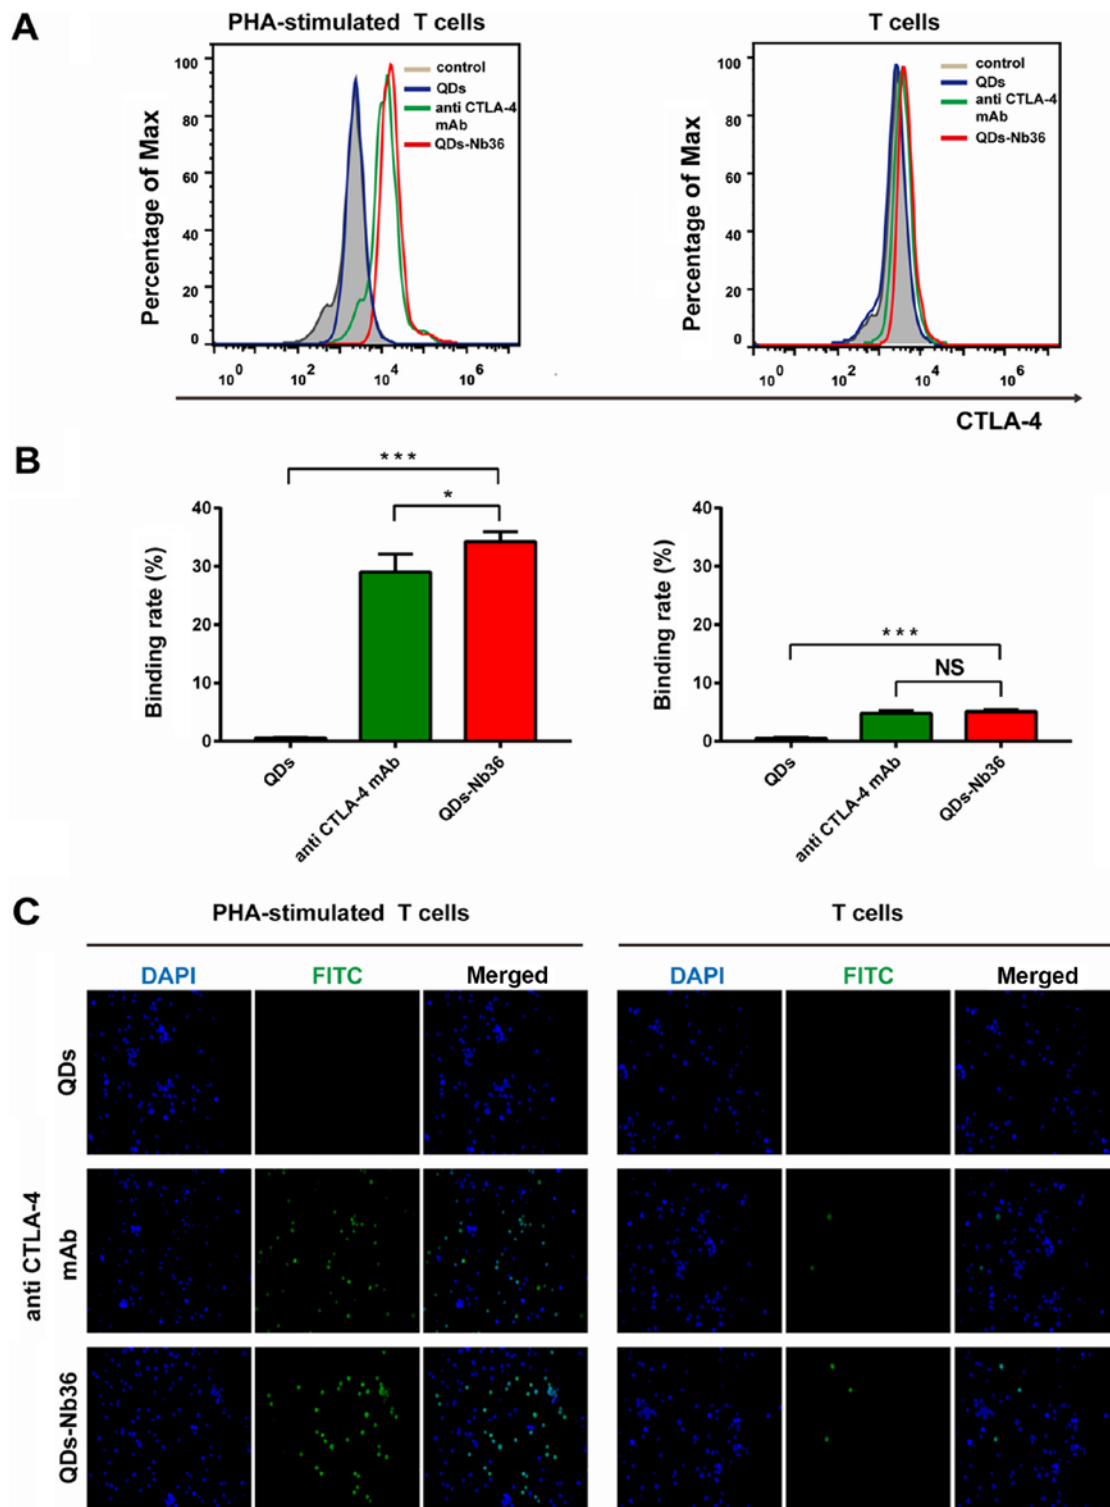 A
PHA-stimulated T cells
T cells
Percentage of Max
100
80
60
40
20
0
10^0
10^2
10^4
10^6
control
QDs
anti CTLA-4
mAb
QDs-Nb36
Percentage of Max
100
80
60
40
20
0
10^0
10^2
10^4
10^6
control
QDs
anti CTLA-4
mAb
QDs-Nb36
CTLA-4
B
Binding rate (%)
40
30
20
10
0
***
*
QDs
anti CTLA-4 mAb
QDs-Nb36
Binding rate (%)
40
30
20
10
0
***
NS
QDs
anti CTLA-4 mAb
QDs-Nb36
C
PHA-stimulated T cells
T cells
DAPI
FITC
Merged
DAPI
FITC
Merged
QDs
anti CTLA-4
mAb
QDs-Nb36